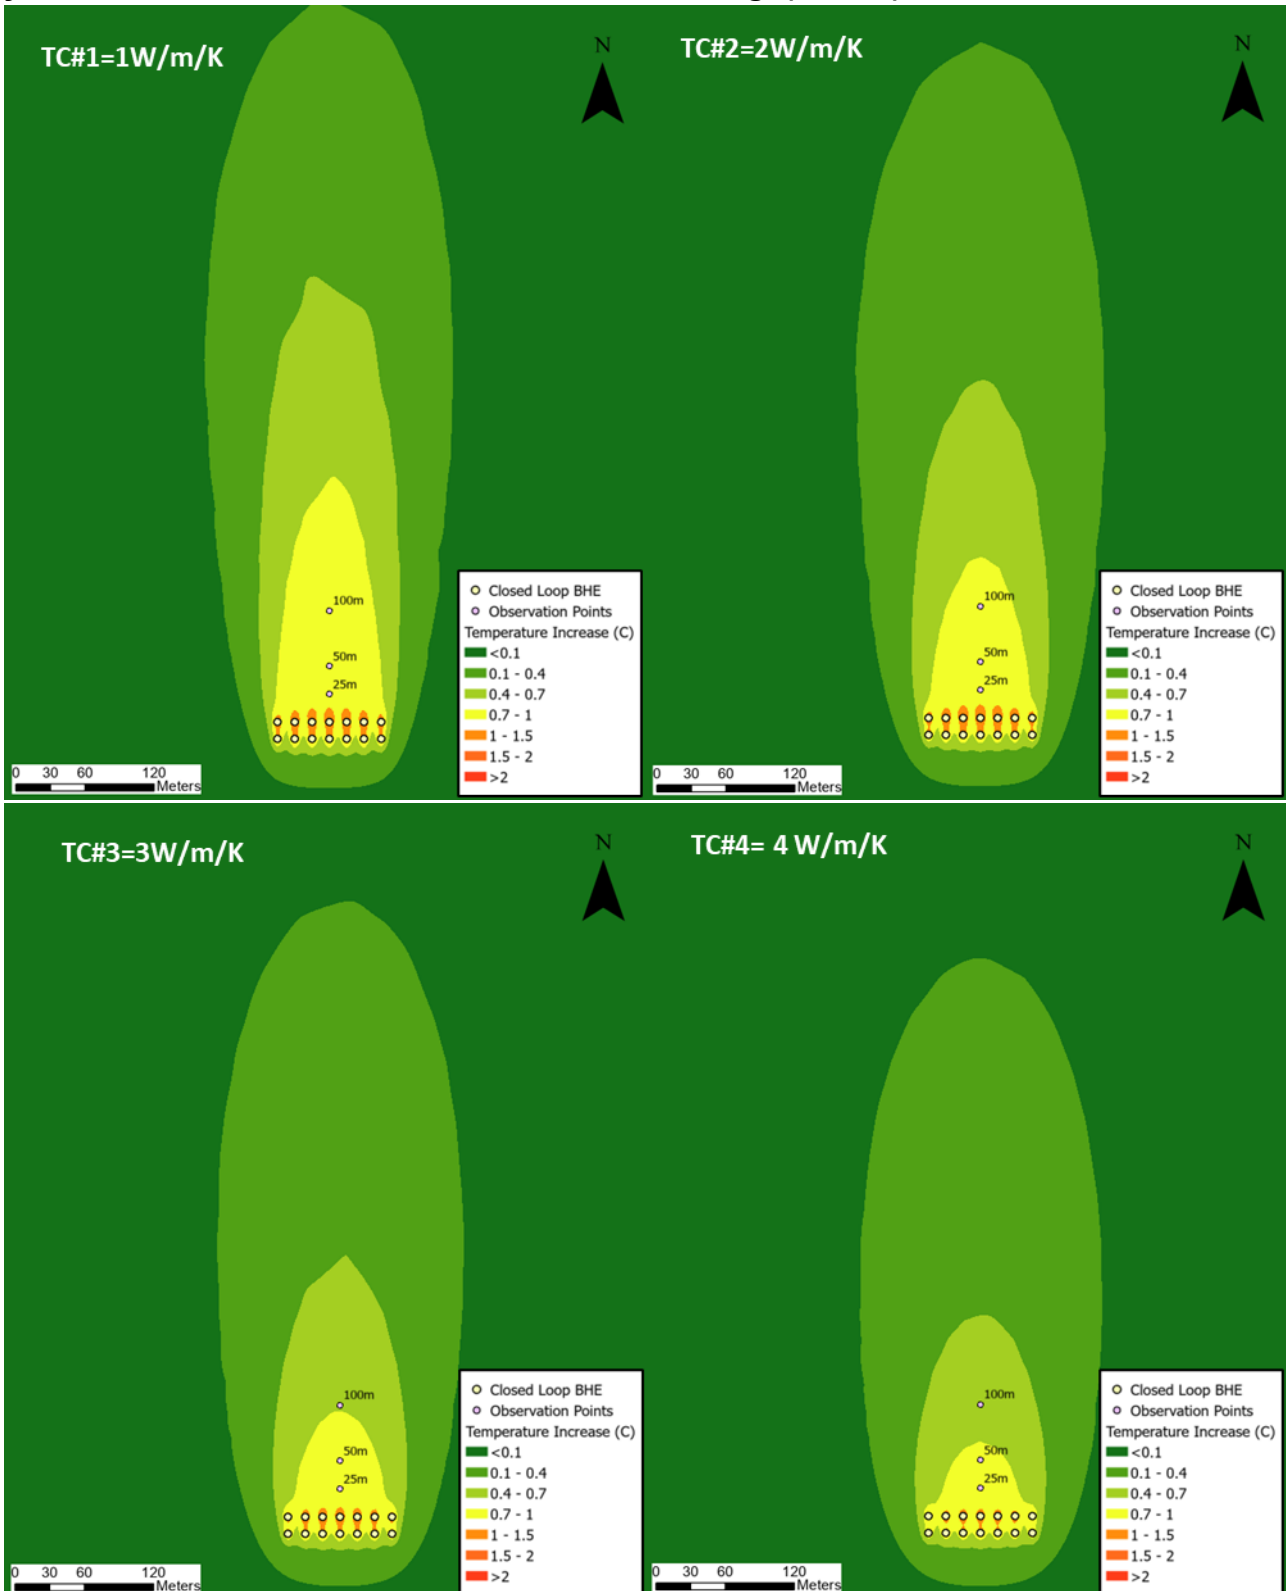 TC#1=1W/m/K
N
100m
50m
25m
Closed Loop BHE
Observation Points
Temperature Increase (C)
<0.1
0.1 - 0.4
0.4 - 0.7
0.7 - 1
1 - 1.5
1.5 - 2
>2
0 30 60 120
Meters
TC#2=2W/m/K
N
100m
50m
25m
Closed Loop BHE
Observation Points
Temperature Increase (C)
<0.1
0.1 - 0.4
0.4 - 0.7
0.7 - 1
1 - 1.5
1.5 - 2
>2
0 30 60 120
Meters
TC#3=3W/m/K
N
100m
50m
25m
Closed Loop BHE
Observation Points
Temperature Increase (C)
<0.1
0.1 - 0.4
0.4 - 0.7
0.7 - 1
1 - 1.5
1.5 - 2
>2
0 30 60 120
Meters
TC#4= 4 W/m/K
N
100m
50m
25m
Closed Loop BHE
Observation Points
Temperature Increase (C)
<0.1
0.1 - 0.4
0.4 - 0.7
0.7 - 1
1 - 1.5
1.5 - 2
>2
0 30 60 120
Meters